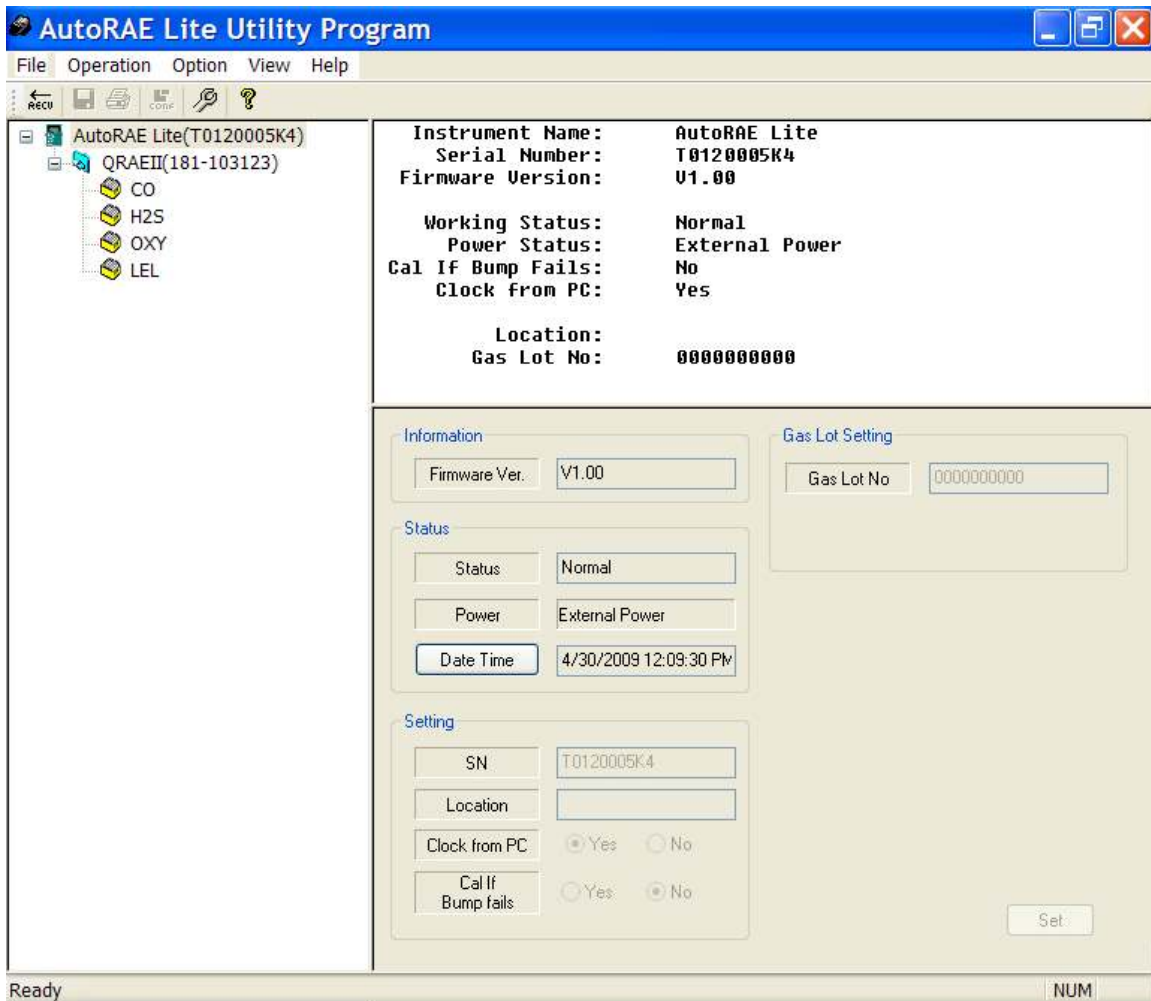 AutoRAE Lite Utility Program
File Operation Option View Help
RECU CONF
AutoRAE Lite(T0120005K4)
QRAEII(181-103123)
CO
H2S
OXY
LEL
Instrument Name: AutoRAE Lite
Serial Number: T0120005K4
Firmware Version: V1.00
Working Status: Normal
Power Status: External Power
Cal If Bump Fails: No
Clock from PC: Yes
Location:
Gas Lot No: 0000000000
Information
Firmware Ver. V1.00
Status
Status Normal
Power External Power
Date Time 4/30/2009 12:09:30 PM
Setting
SN T0120005K4
Location
Clock from PC Yes No
Cal If
Bump fails Yes No
Gas Lot Setting
Gas Lot No 0000000000
Set
Ready NUM